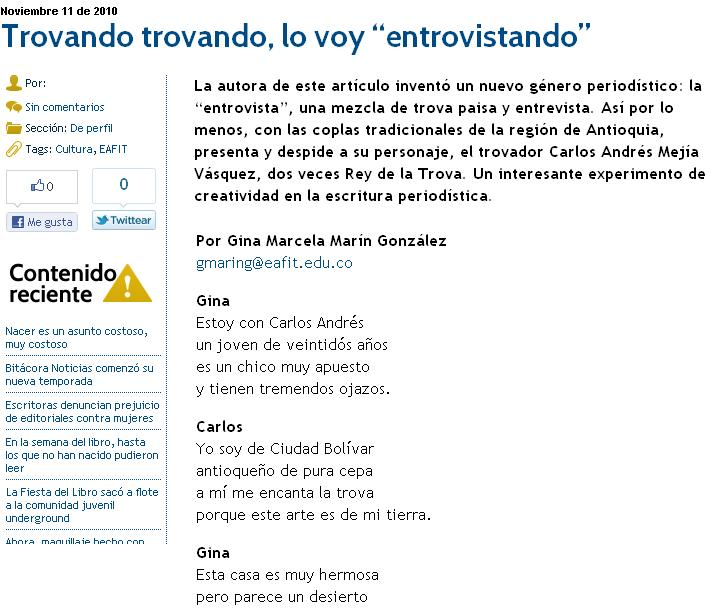 Noviembre 11 de 2010
Trovando trovando, lo voy “entrovistando”
Por:
Sin comentarios
Sección: De perfil
Tags: Cultura, EAFIT
0
0
Me gusta
Twittear
Contenido
reciente
Nacer es un asunto costoso,
muy costoso
Bitácora Noticias comenzó su
nueva temporada
Escritoras denuncian prejuicio
de editoriales contra mujeres
En la semana del libro, hasta
los que no han nacido pudieron
leer
La Fiesta del Libro sacó a flote
a la comunidad juvenil
underground
Ahora, maquillaje hecho con
La autora de este artículo inventó un nuevo género periodístico: la
“entrovista”, una mezcla de trova paisa y entrevista. Así por lo
menos, con las coplas tradicionales de la región de Antioquia,
presenta y despide a su personaje, el trovador Carlos Andrés Mejía
Vásquez, dos veces Rey de la Trova. Un interesante experimento de
creatividad en la escritura periodística.
Por Gina Marcela Marín González
gmaring@eafit.edu.co
Gina
Estoy con Carlos Andrés
un joven de veintidós años
es un chico muy apuesto
y tienen tremendos ojazos.
Carlos
Yo soy de Ciudad Bolívar
antioqueño de pura cepa
a mí me encanta la trova
porque este arte es de mi tierra.
Gina
Esta casa es muy hermosa
pero parece un desierto